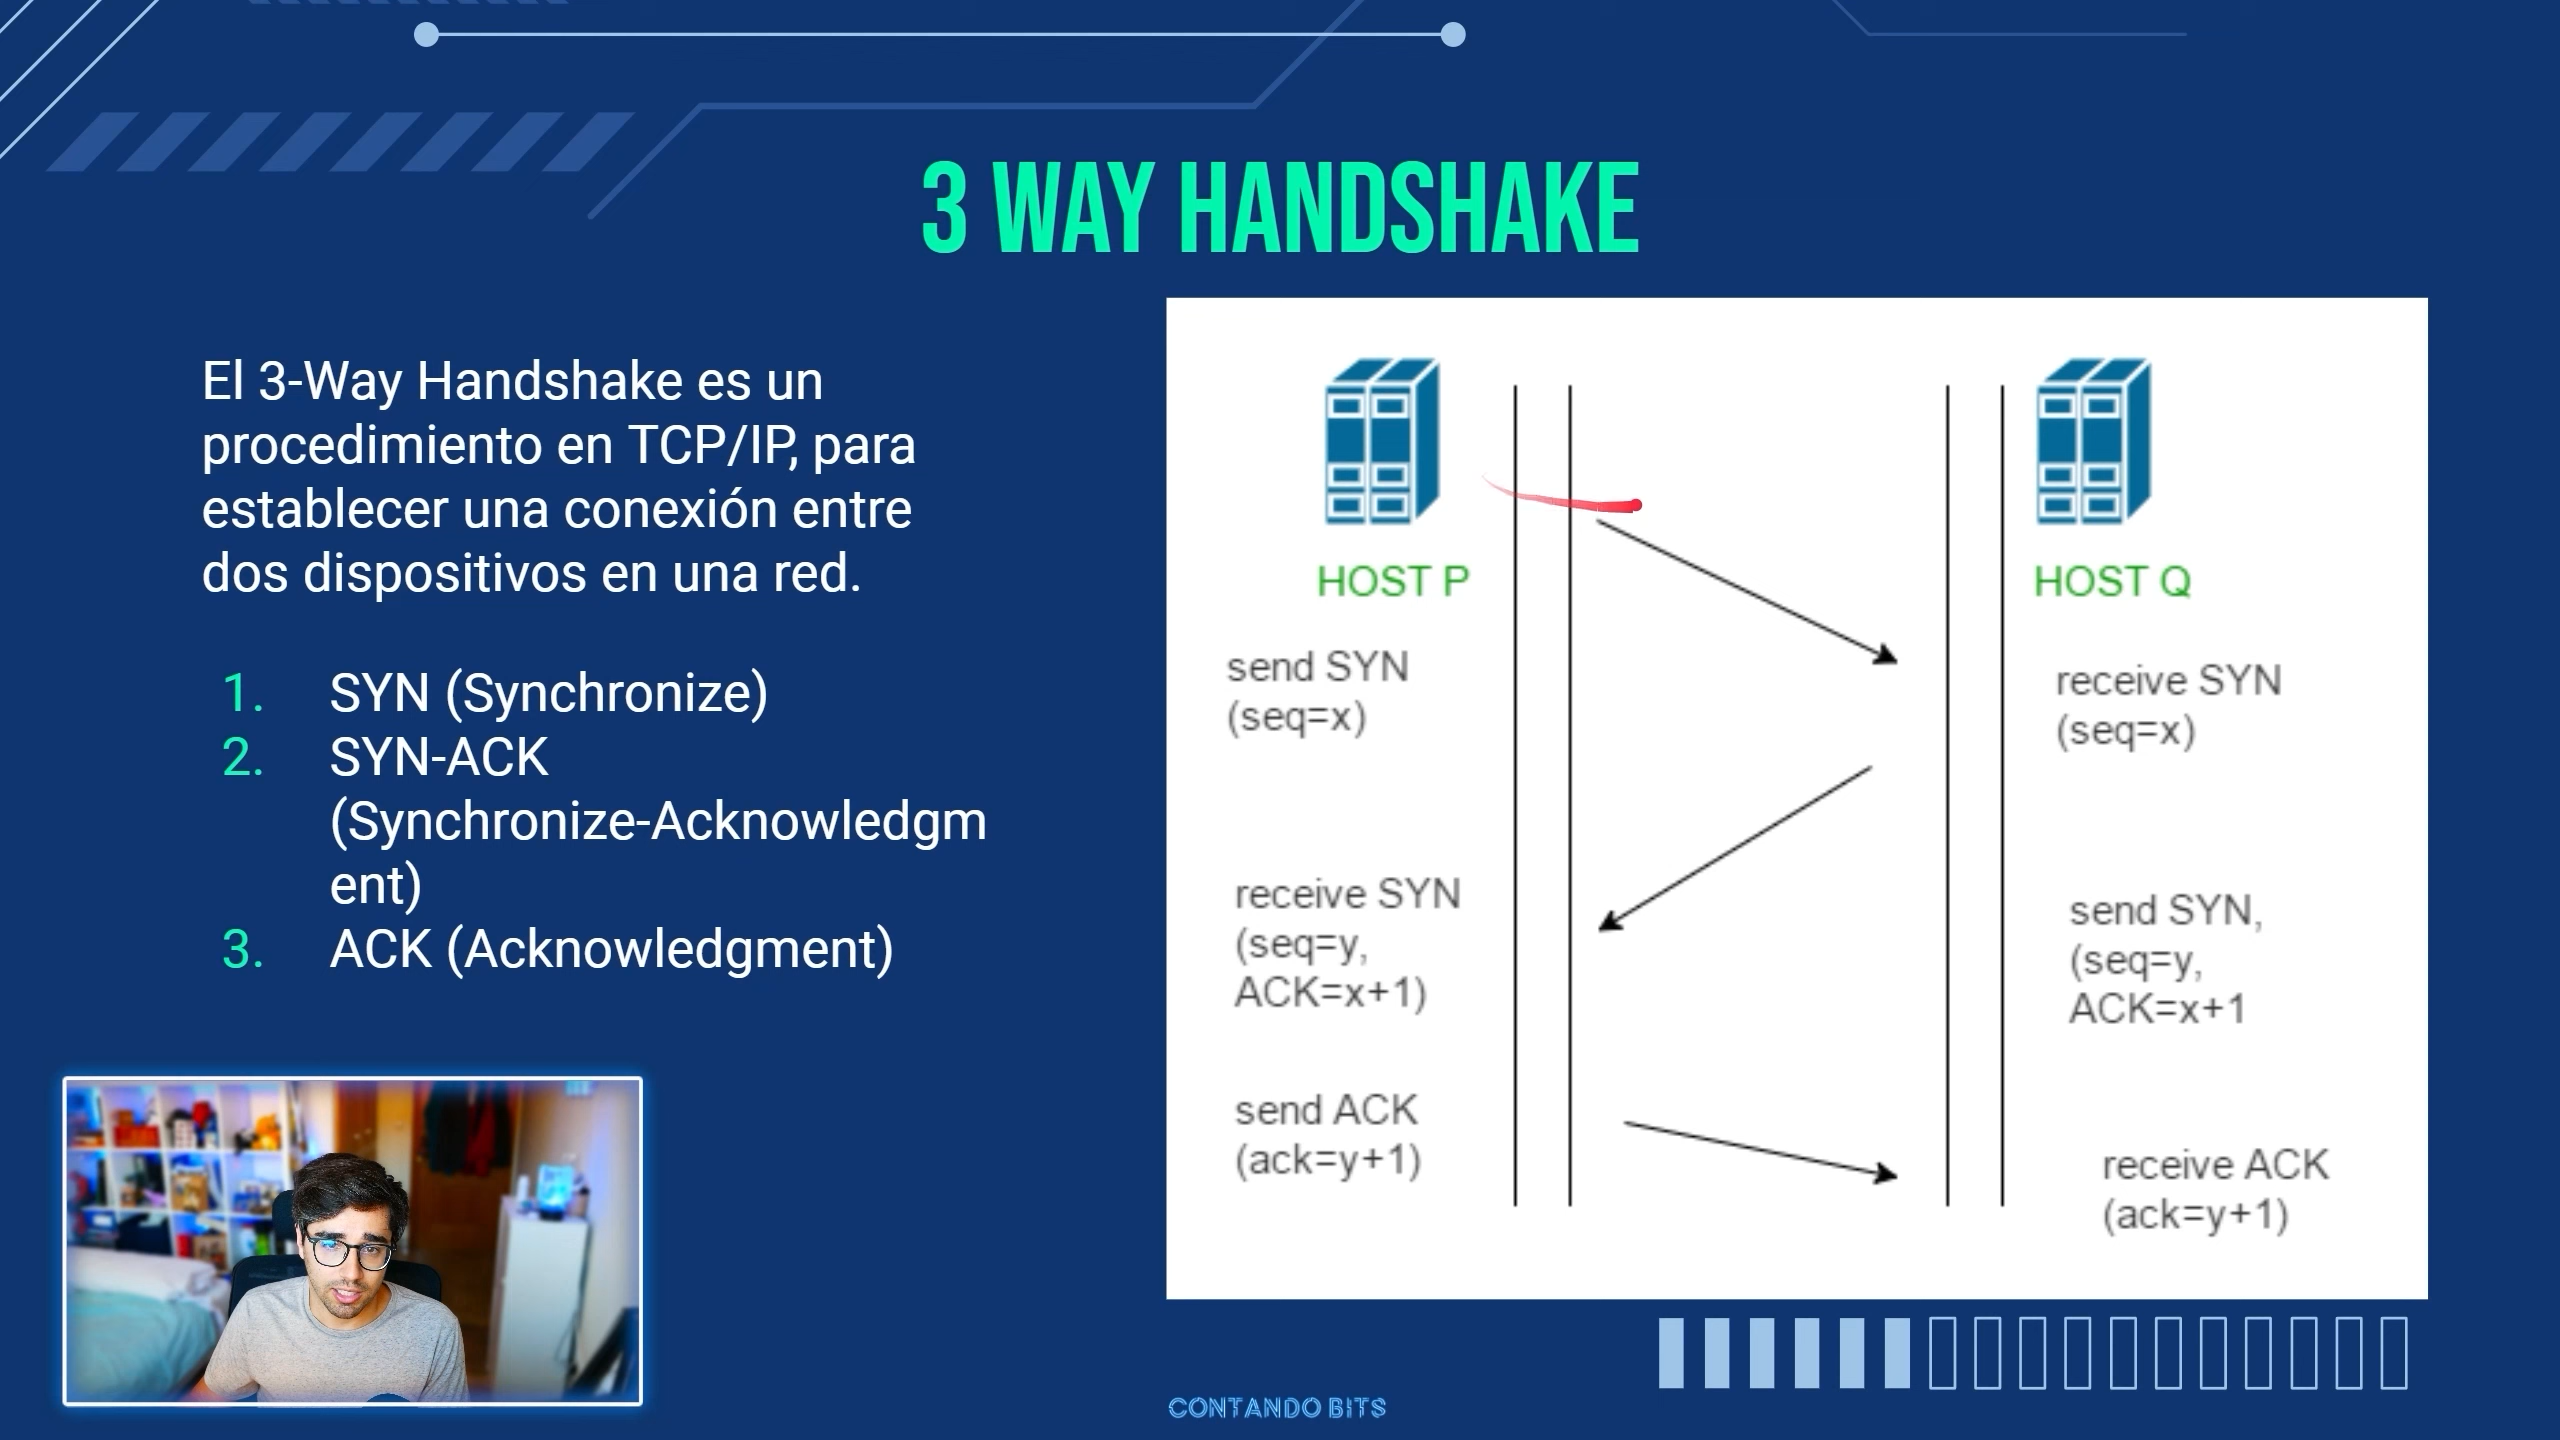 3 WAY HANDSHAKE
El 3-Way Handshake es un
procedimiento en TCP/IP, para
establecer una conexión entre
dos dispositivos en una red.
1. SYN (Synchronize)
2. SYN-ACK
(Synchronize-Acknowledgm
ent)
3. ACK (Acknowledgment)
HOST P
HOST Q
send SYN
(seq=x)
receive SYN
(seq=x)
receive SYN
(seq=y,
ACK=x+1)
send SYN,
(seq=y,
ACK=x+1
send ACK
(ack=y+1)
receive ACK
(ack=y+1)
CONTANDO BITS